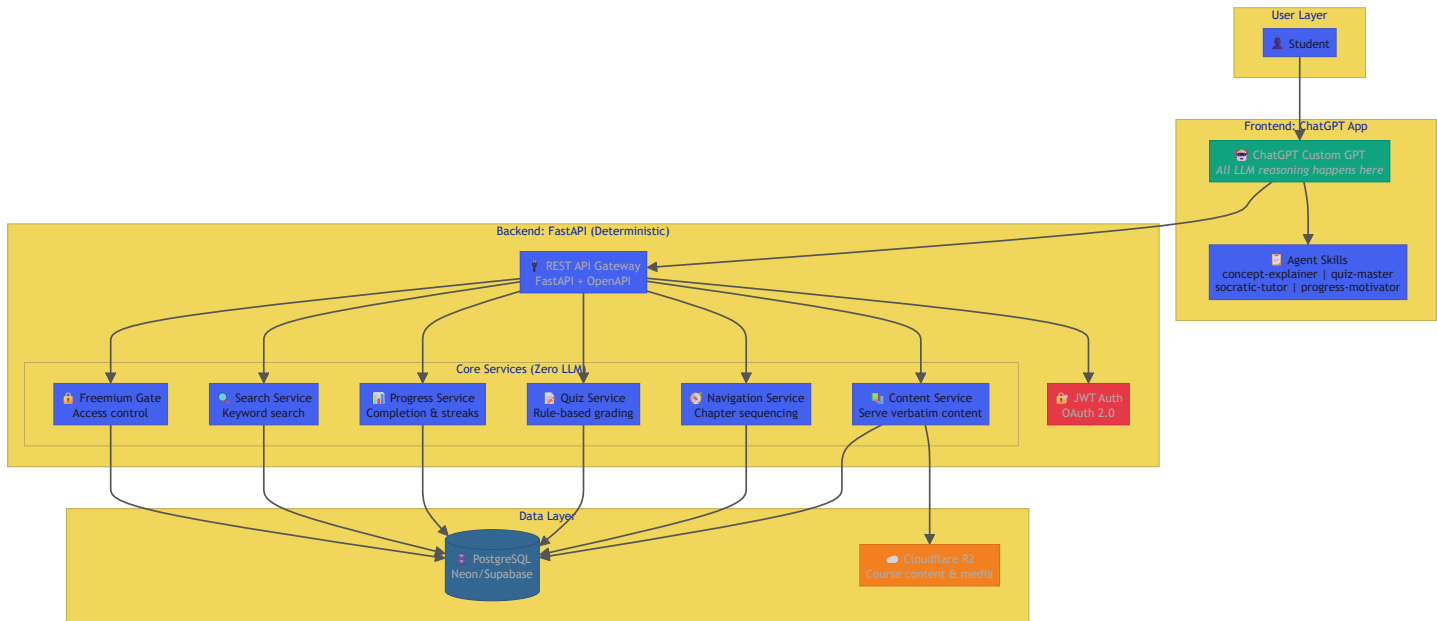 User Layer
👤 Student
Frontend: ChatGPT App
🤖 ChatGPT Custom GPT
All LLM reasoning happens here
📋 Agent Skills
concept-explainer | quiz-master
socratic-tutor | progress-motivator
Backend: FastAPI (Deterministic)
REST API Gateway
FastAPI + OpenAPI
Core Services (Zero LLM)
🔒 Freemium Gate
Access control
🔍 Search Service
Keyword search
📊 Progress Service
Completion & streaks
📝 Quiz Service
Rule-based grading
🧭 Navigation Service
Chapter sequencing
📚 Content Service
Serve verbatim content
🔐 JWT Auth
OAuth 2.0
Data Layer
🗄️ PostgreSQL
Neon/Supabase
☁️ Cloudflare R2
Course content & media